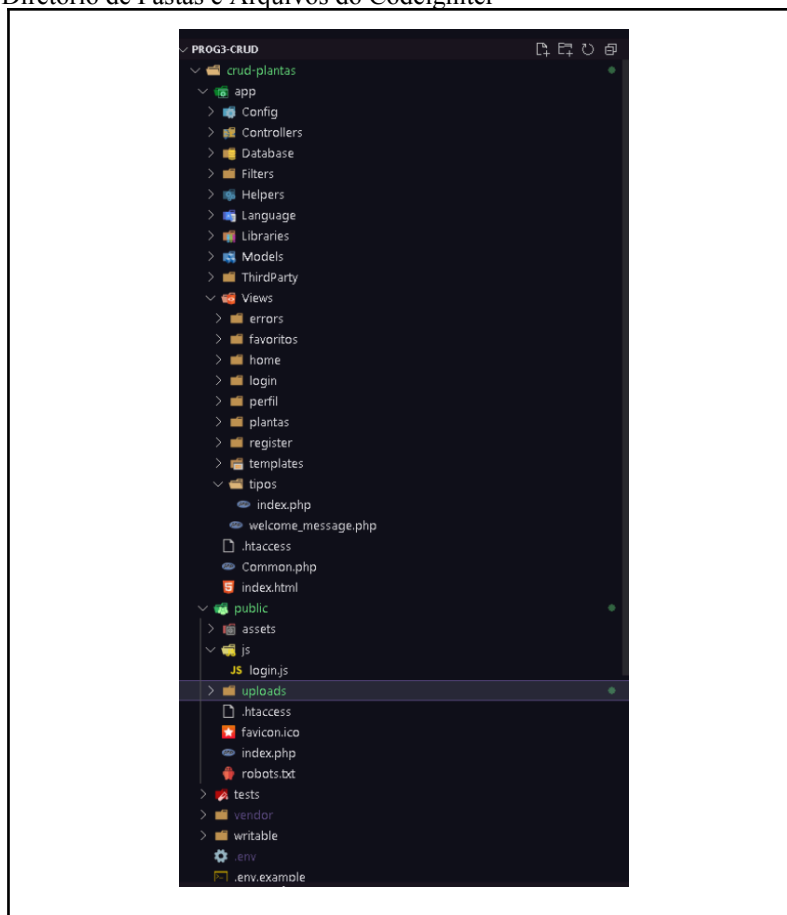 Diretório de Pastas e Arquivos do Codeigniter
PROG3-CRUD
crud-plantas
app
Config
Controllers
Database
Filters
Helpers
Language
Libraries
Models
ThirdParty
Views
errors
favoritos
home
login
perfil
plantas
register
templates
tipos
index.php
welcome_message.php
.htaccess
Common.php
index.html
public
assets
js
JS login.js
uploads
.htaccess
favicon.ico
index.php
robots.txt
tests
vendor
writable
.env
.env.example